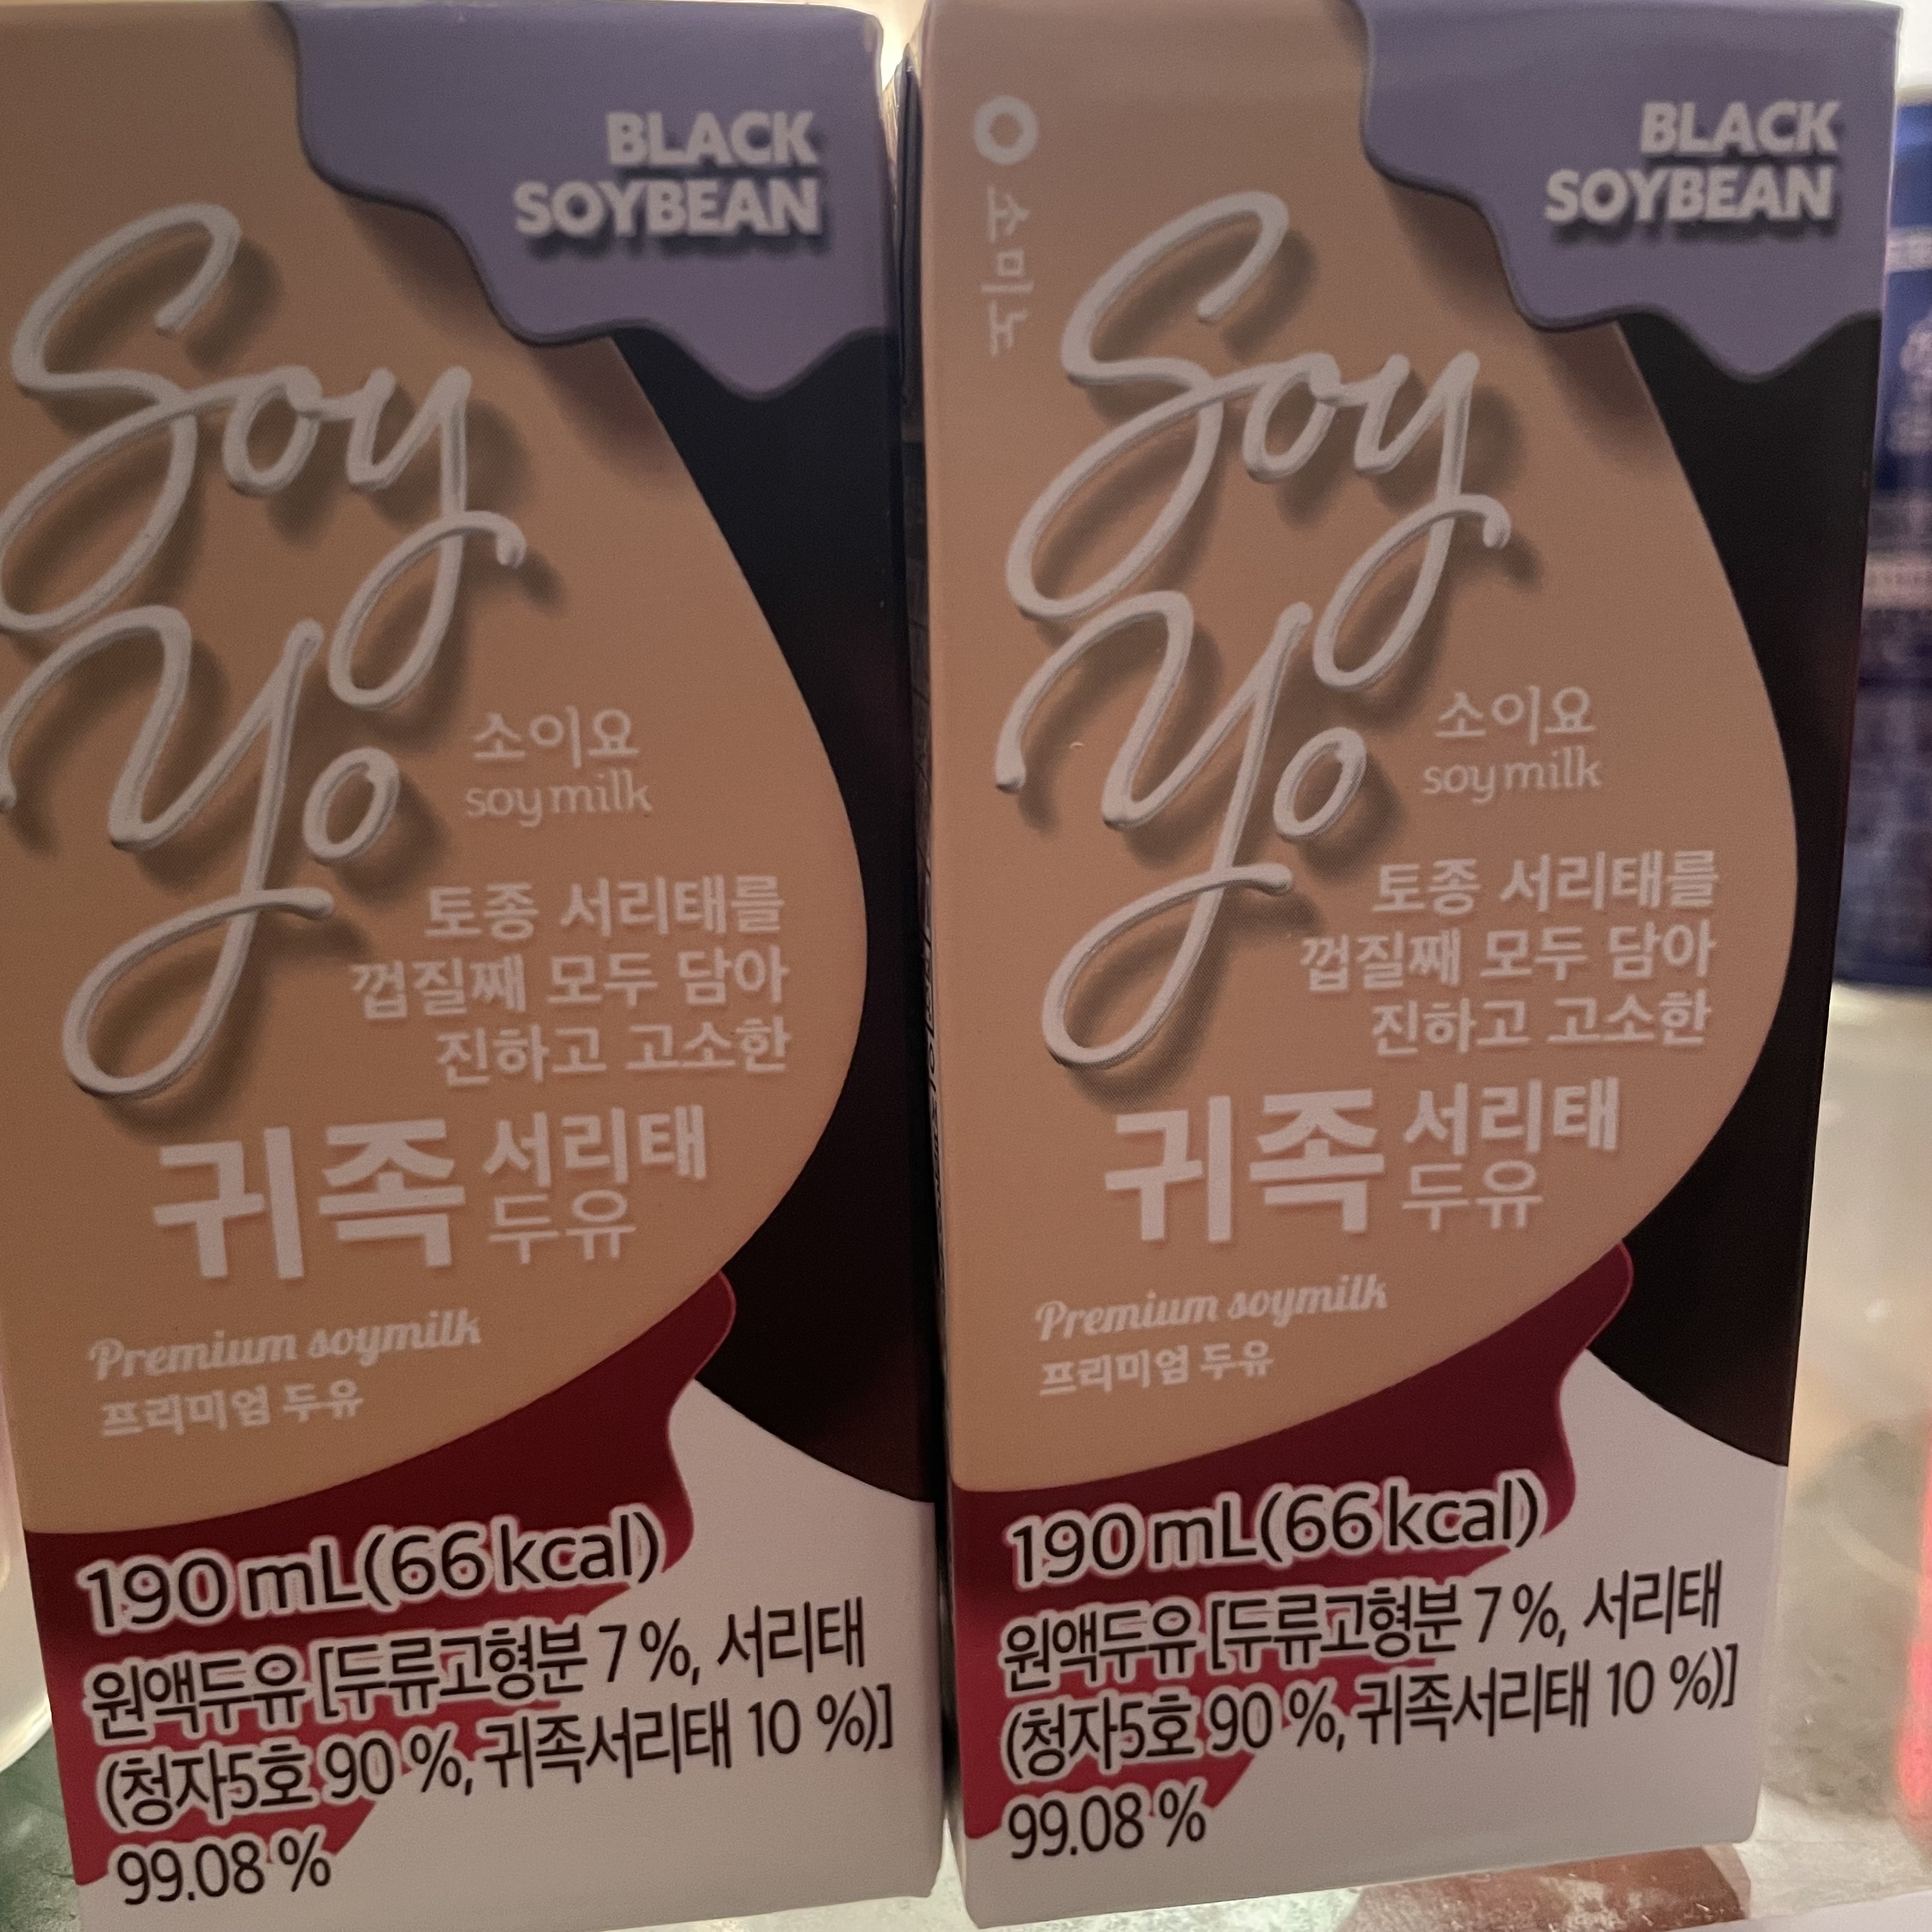 BLACK
SOYBEAN
Soy
Yo
소이요
soymilk
토종 서리태를
껍질째 모두 담아
진하고 고소한
귀족 서리태
두유
Premium soymilk
프리미엄 두유
190 mL(66 kcal)
원액두유 [두류고형분 7 %, 서리태
(청자5호 90 %, 귀족서리태 10 %)]
99.08 %
소미노
BLACK
SOYBEAN
Soy
Yo
소이요
soymilk
토종 서리태를
껍질째 모두 담아
진하고 고소한
귀족 서리태
두유
Premium soymilk
프리미엄 두유
190 mL(66 kcal)
원액두유 [두류고형분 7 %, 서리태
(청자5호 90 %, 귀족서리태 10 %)]
99.08 %